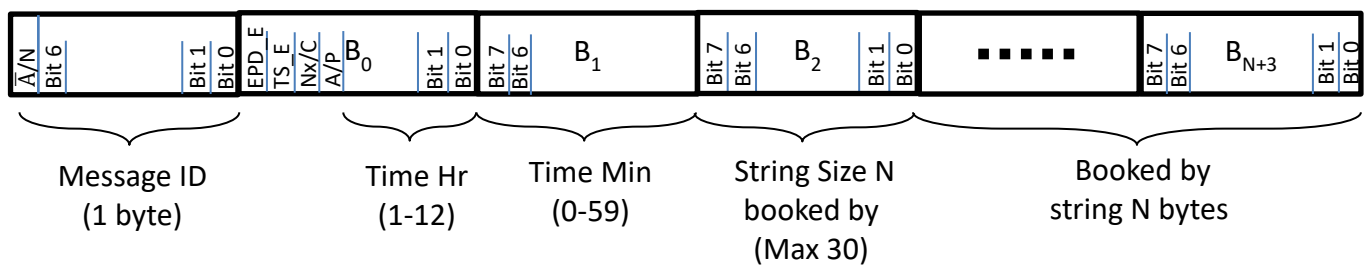 A̅/N
Bit 6
Bit 1
Bit 0
EPD_E
TS_E
Nx/C
A/P
B0
Bit 1
Bit 0
Bit 7
Bit 6
B1
Bit 7
Bit 6
B2
Bit 1
Bit 0
.....
Bit 7
Bit 6
BN+3
Bit 1
Bit 0
Message ID
(1 byte)
Time Hr
(1-12)
Time Min
(0-59)
String Size N
booked by
(Max 30)
Booked by
string N bytes